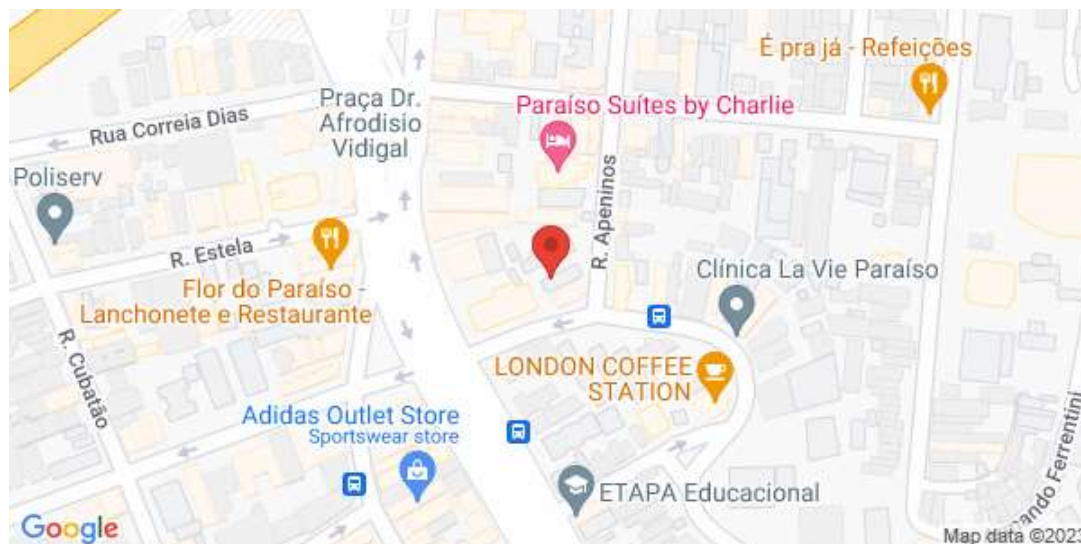 É pra já - Refeições
Praça Dr.
Afrodisio
Vidigal
Paraíso Suítes by Charlie
Rua Correia Dias
Poliserv
R. Apeninos
R. Estela
Clínica La Vie Paraíso
Flor do Paraíso -
Lanchonete e Restaurante
R. Cubatão
LONDON COFFEE
STATION
Adidas Outlet Store
Sportswear store
ETAPA Educacional
Ferrentini
Google
Map data ©2023